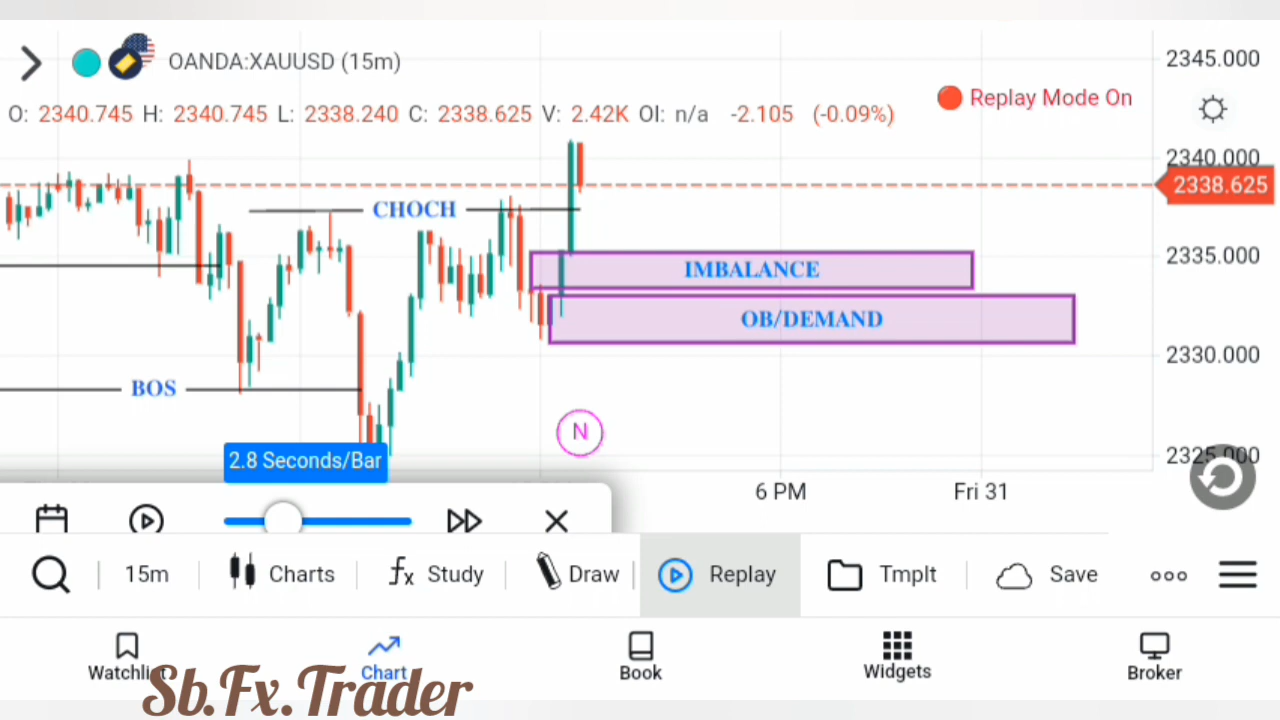 OANDA:XAUUSD (15m)
2345.000
O: 2340.745 H: 2340.745 L: 2338.240 C: 2338.625 V: 2.42K OI: n/a -2.105 (-0.09%)
Replay Mode On
2340.000
2338.625
CHOCH
2335.000
IMBALANCE
OB/DEMAND
2330.000
BOS
N
2.8 Seconds/Bar
2325.000
6 PM
Fri 31
15m
Charts
fx Study
Draw
Replay
Tmplt
Save
Watchlist
Chart
Book
Widgets
Broker
Sb.Fx.Trader